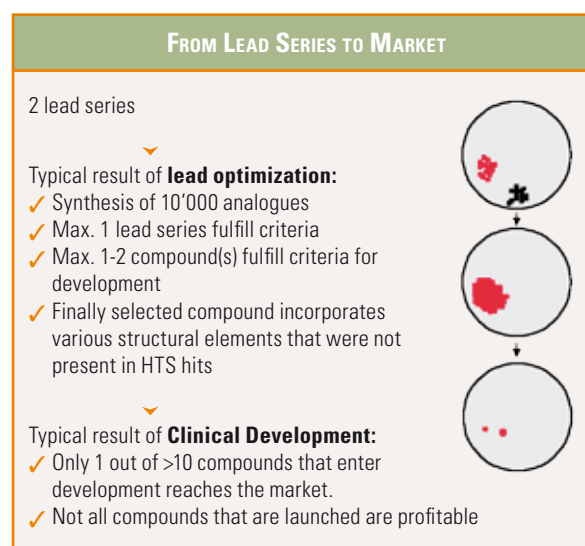 From Lead Series to Market
2 lead series
Typical result of lead optimization:
✓ Synthesis of 10’000 analogues
✓ Max. 1 lead series fulfill criteria
✓ Max. 1-2 compound(s) fulfill criteria for
development
✓ Finally selected compound incorporates
various structural elements that were not
present in HTS hits
Typical result of Clinical Development:
✓ Only 1 out of >10 compounds that enter
development reaches the market.
✓ Not all compounds that are launched are profitable